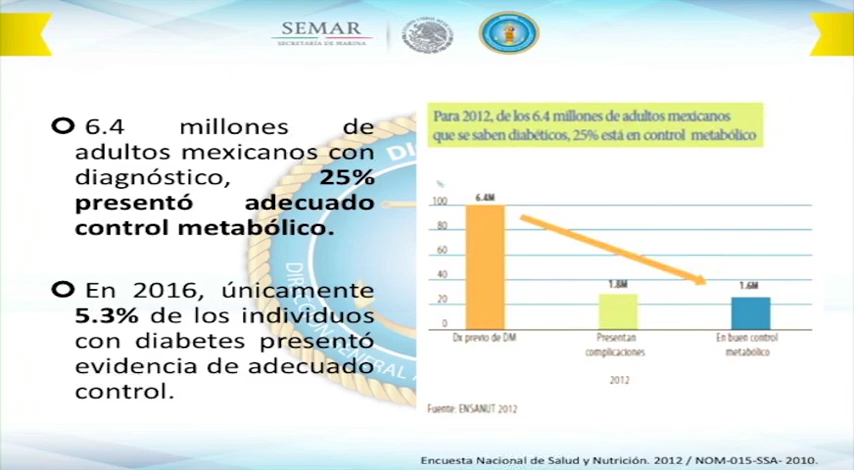 SEMAR
SECRETARÍA DE MARINA
6.4 millones de
adultos mexicanos con
diagnóstico, 25%
presentó adecuado
control metabólico.
En 2016, únicamente
5.3% de los individuos
con diabetes presentó
evidencia de adecuado
control.
DIRECCIÓN GENERAL
Para 2012, de los 6.4 millones de adultos mexicanos
que se saben diabéticos, 25% está en control metabólico
%
100
80
60
40
20
0
6.4M
1.8M
1.6M
Dx previo de DM
Presentan
complicaciones
En buen control
metabólico
2012
Fuente: ENSANUT 2012
Encuesta Nacional de Salud y Nutrición. 2012 / NOM-015-SSA- 2010.